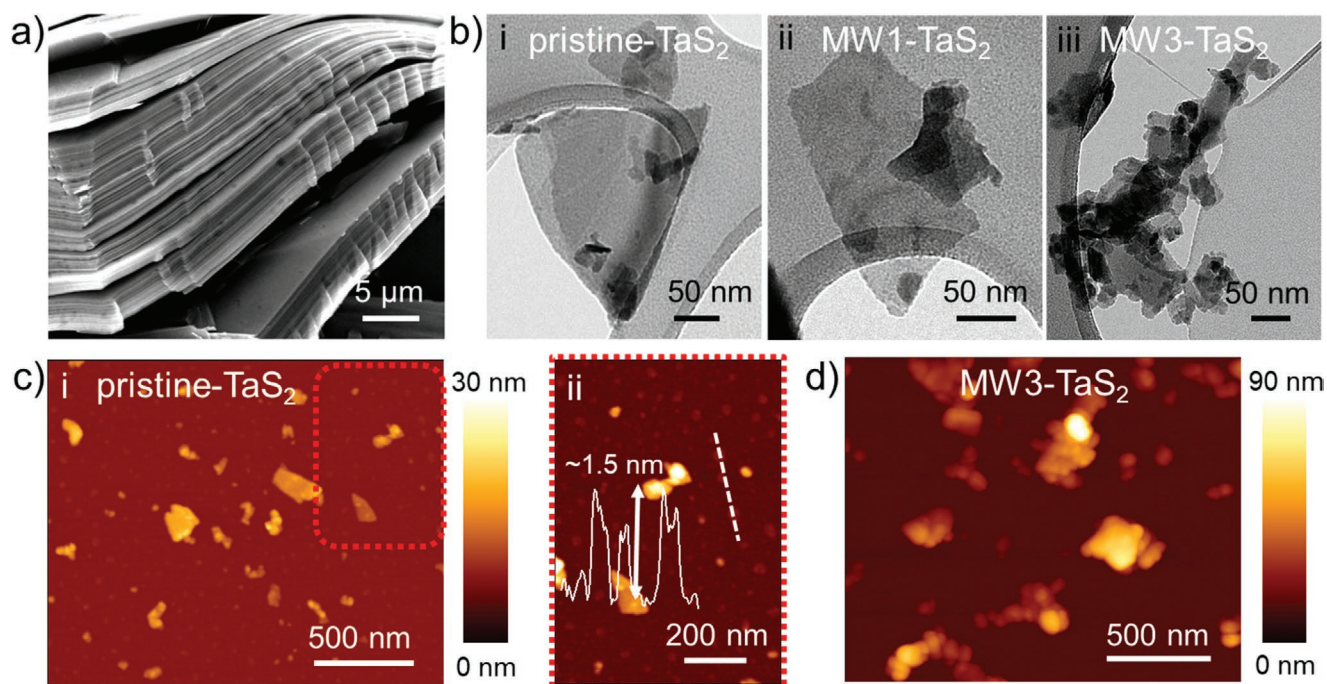 a)
5 µm
b)
i pristine-TaS₂
50 nm
ii MW1-TaS₂
50 nm
iii MW3-TaS₂
50 nm
c)
i pristine-TaS₂
500 nm
30 nm
0 nm
ii
~1.5 nm
200 nm
d)
MW3-TaS₂
500 nm
90 nm
0 nm